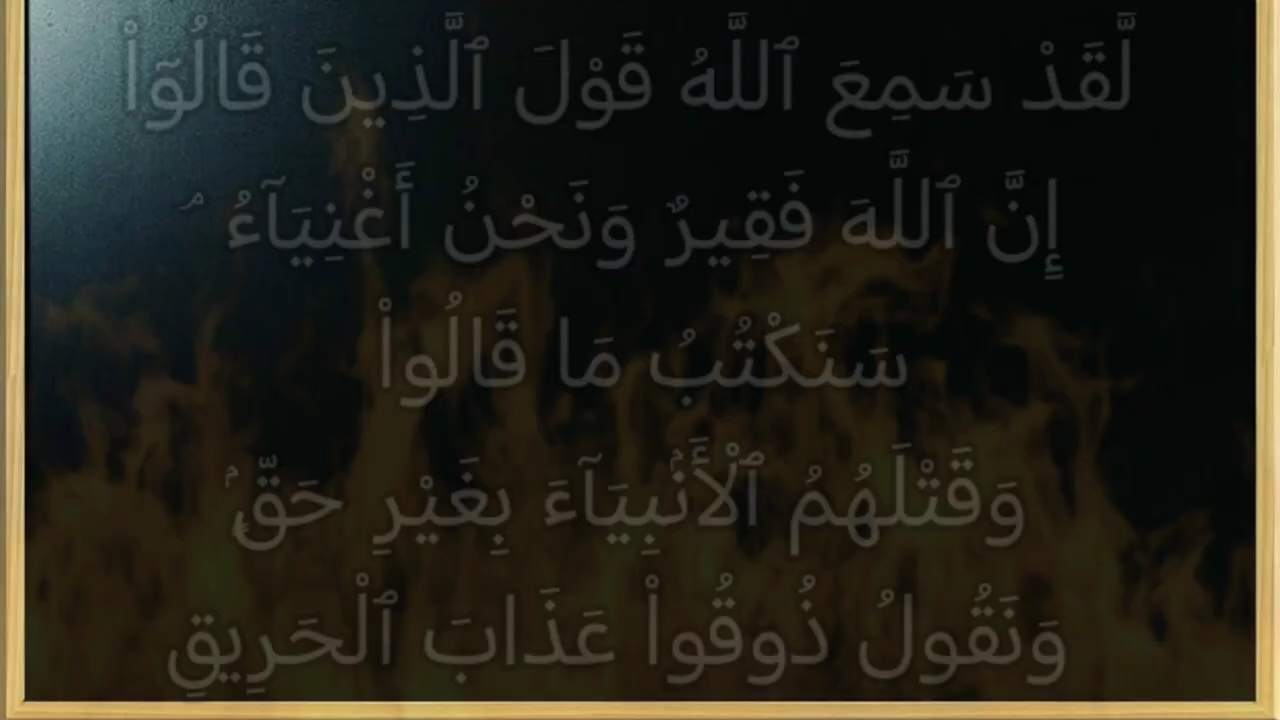 لَّقَدْ سَمِعَ ٱللَّهُ قَوْلَ ٱلَّذِينَ قَالُوٓا۟
إِنَّ ٱللَّهَ فَقِيرٌ وَنَحْنُ أَغْنِيَآءُ ۘ
سَنَكْتُبُ مَا قَالُوا۟
وَقَتْلَهُمُ ٱلْأَنۢبِيَآءَ بِغَيْرِ حَقٍّۢ
وَنَقُولُ ذُوقُوا۟ عَذَابَ ٱلْحَرِيقِ